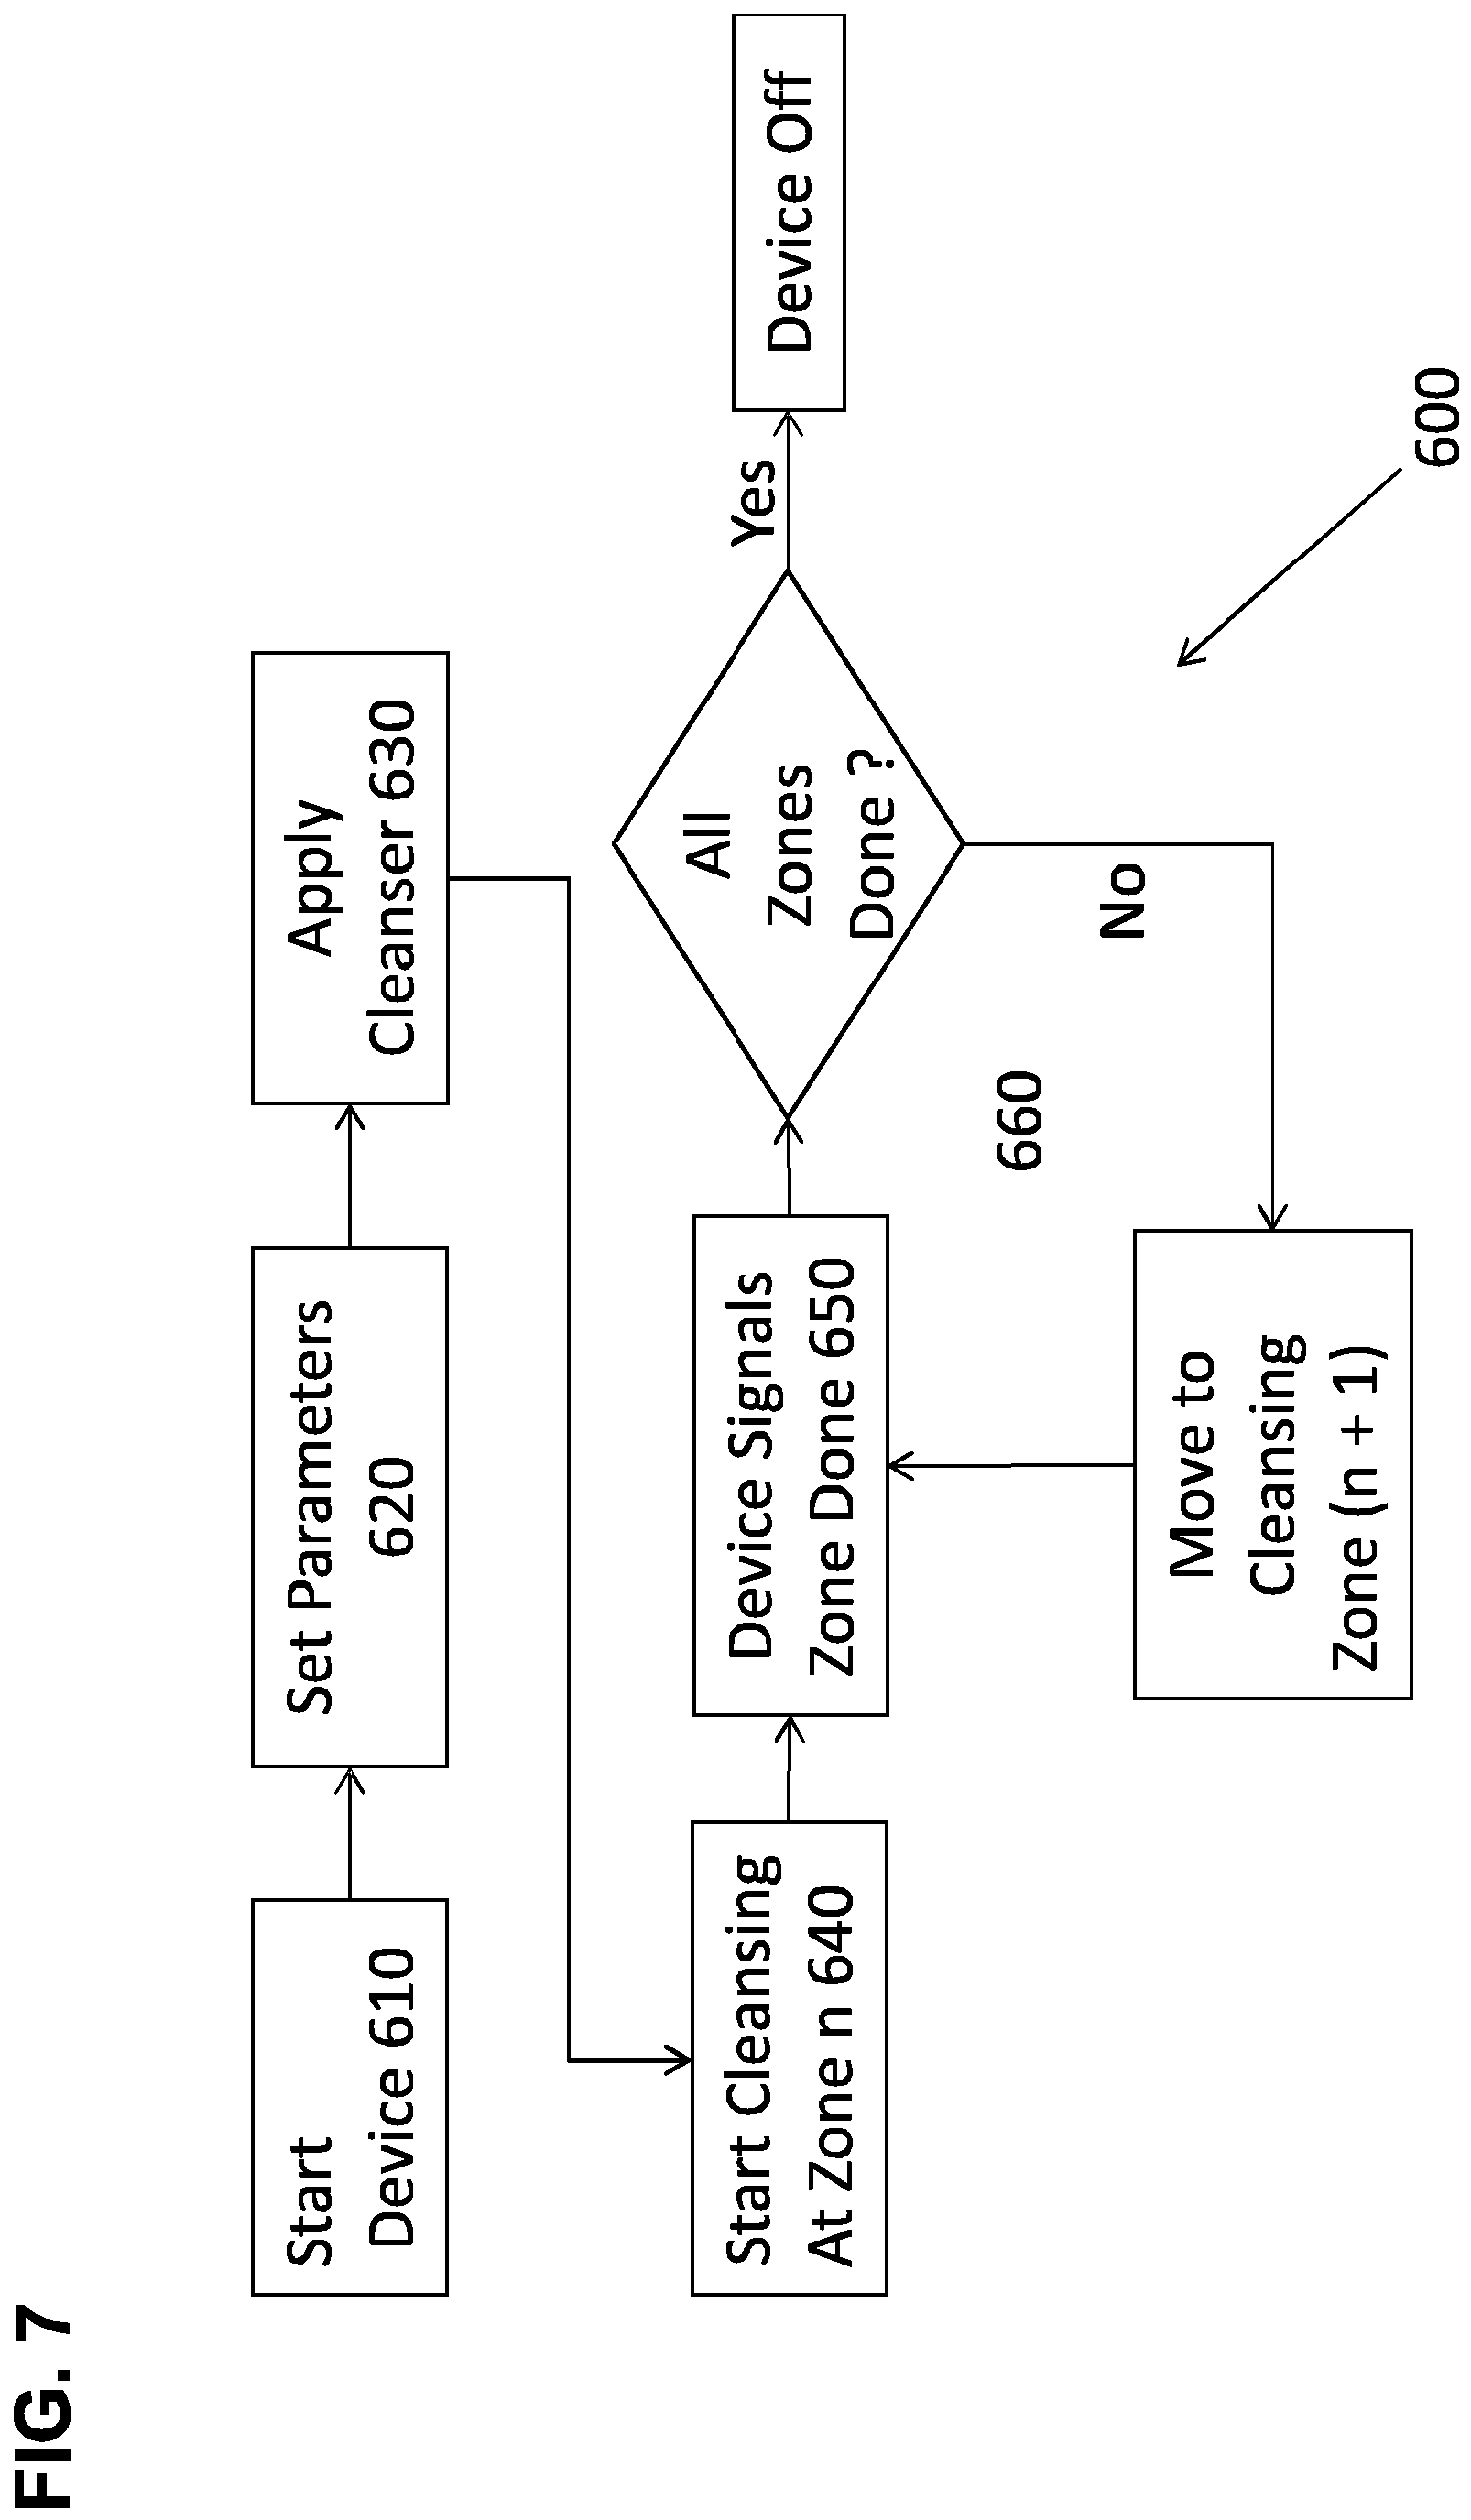 FIG. 7
Start
Device 610
Set Parameters
620
Apply
Cleanser 630
Start Cleansing
At Zone n 640
Device Signals
Zone Done 650
All
Zones
Done ?
Yes
Device Off
660
No
Move to
Cleansing
Zone (n + 1)
600